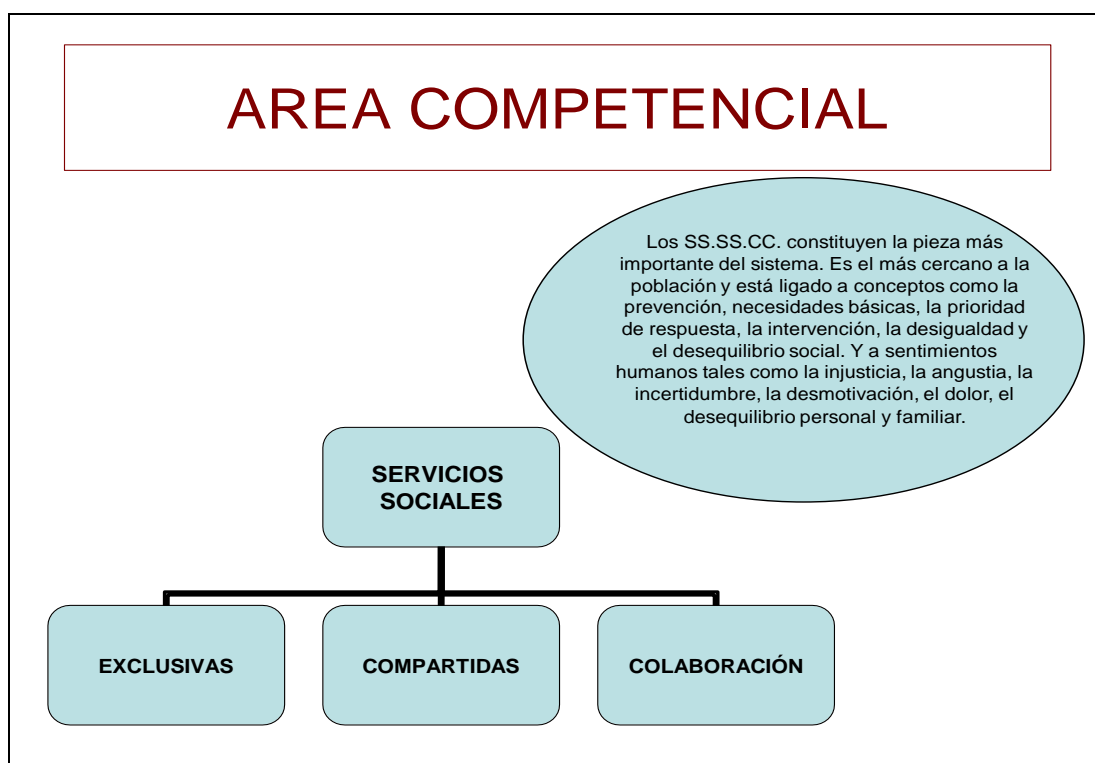 AREA COMPETENCIAL
Los SS.SS.CC. constituyen la pieza más
importante del sistema. Es el más cercano a la
población y está ligado a conceptos como la
prevención, necesidades básicas, la prioridad
de respuesta, la intervención, la desigualdad y
el desequilibrio social. Y a sentimientos
humanos tales como la injusticia, la angustia, la
incertidumbre, la desmotivación, el dolor, el
desequilibrio personal y familiar.
SERVICIOS
SOCIALES
EXCLUSIVAS
COMPARTIDAS
COLABORACIÓN